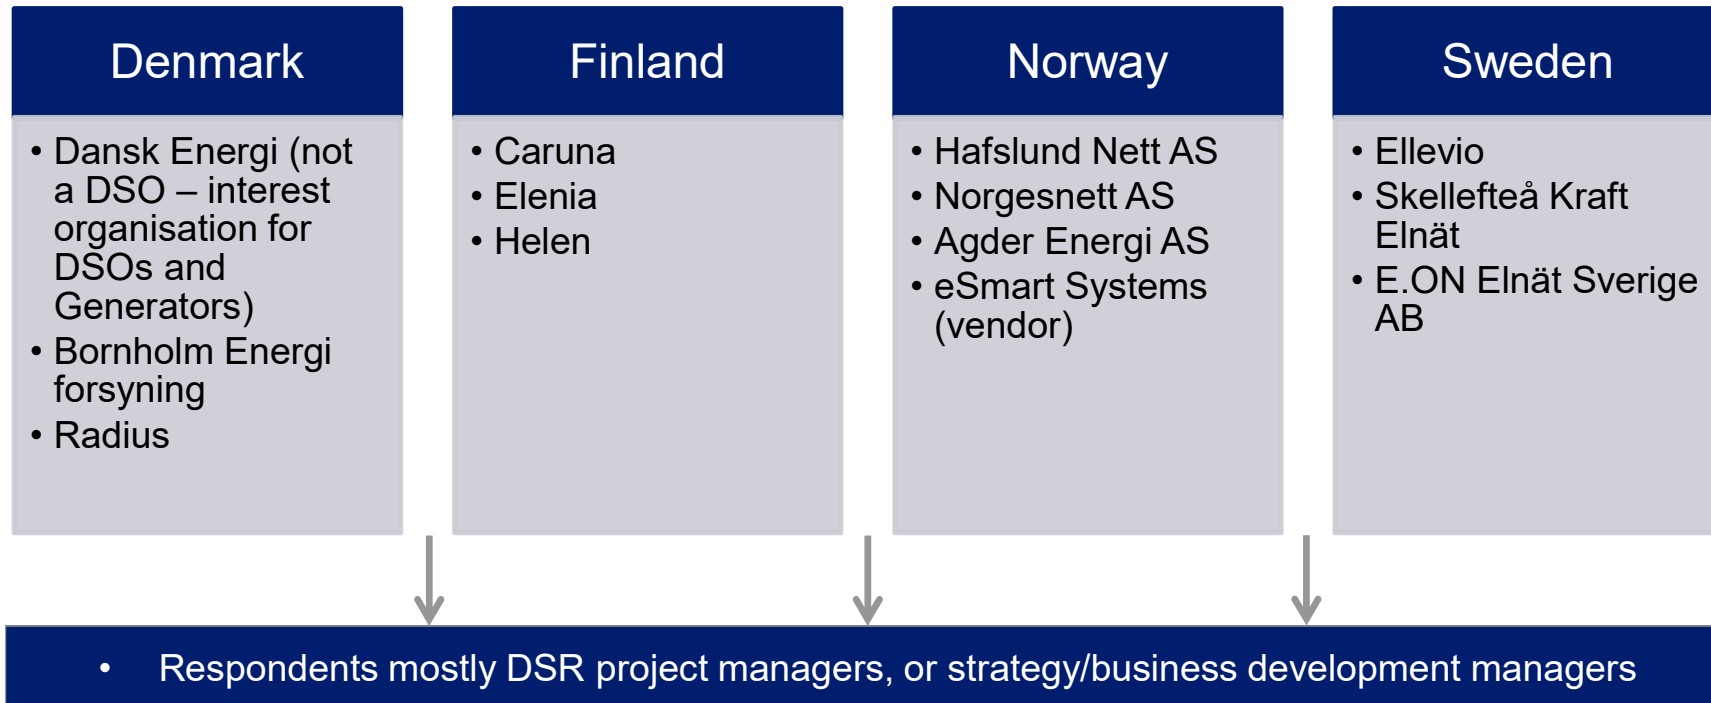 Denmark
• Dansk Energi (not
a DSO – interest
organisation for
DSOs and
Generators)
• Bornholm Energi
forsyning
• Radius
Finland
• Caruna
• Elenia
• Helen
Norway
• Hafslund Nett AS
• Norgesnett AS
• Agder Energi AS
• eSmart Systems
(vendor)
Sweden
• Ellevio
• Skellefteå Kraft
Elnät
• E.ON Elnät Sverige
AB
• Respondents mostly DSR project managers, or strategy/business development managers